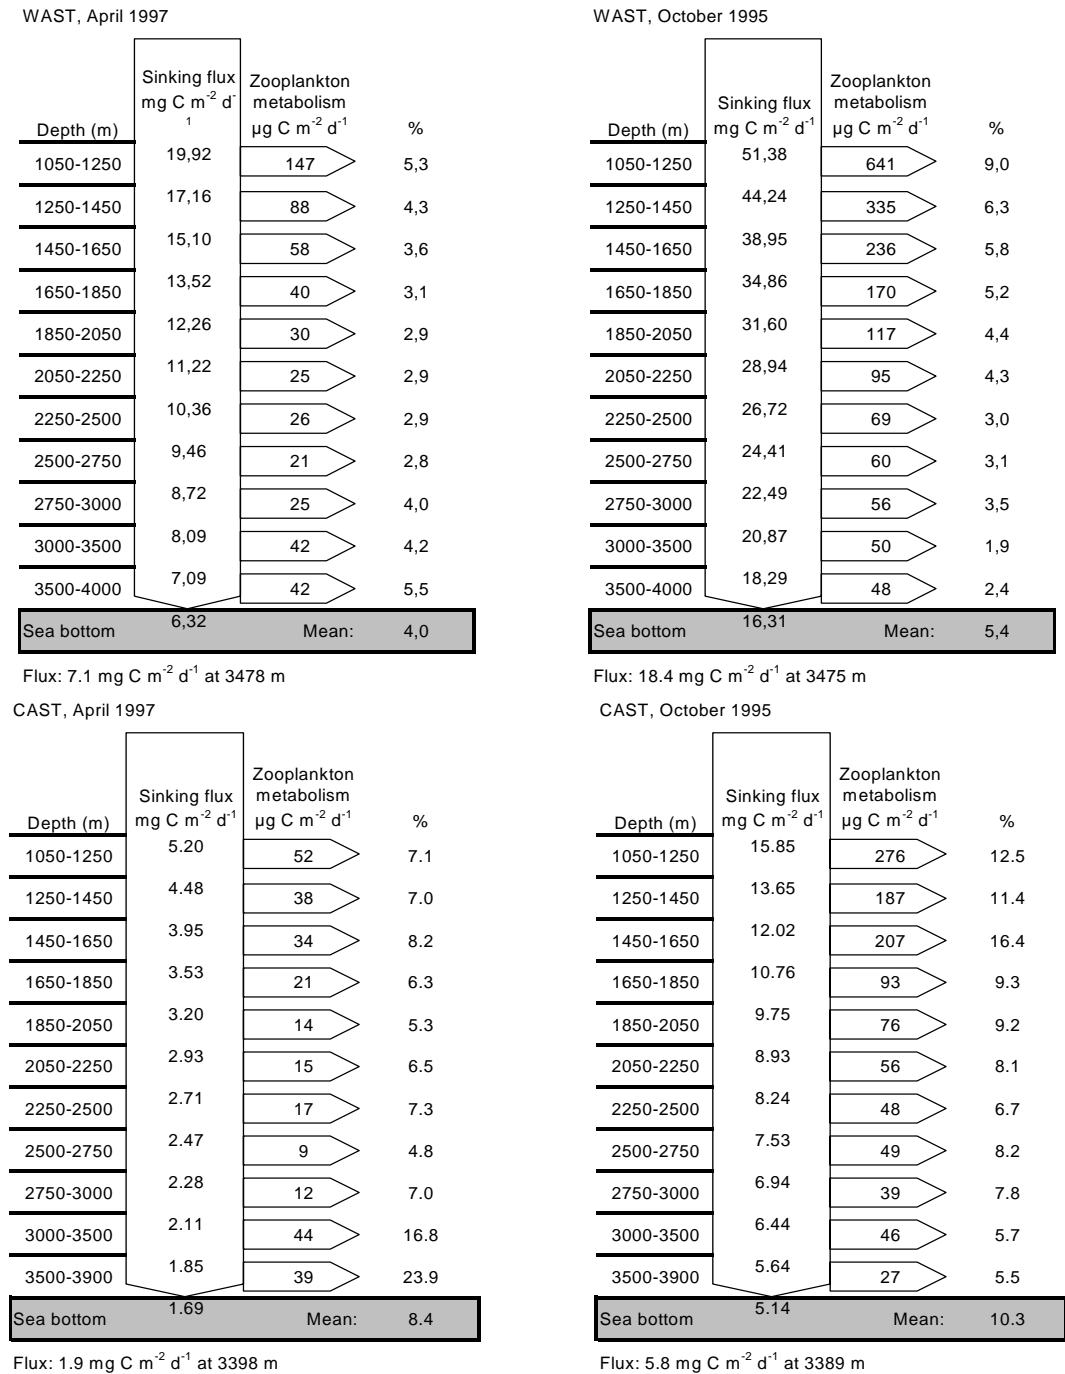 WAST, April 1997
Sinking flux
mg C m-2 d-
1
Zooplankton
metabolism
µg C m-2 d-1
Depth (m)
%
1050-1250 19,92 147 5,3
1250-1450 17,16 88 4,3
1450-1650 15,10 58 3,6
1650-1850 13,52 40 3,1
1850-2050 12,26 30 2,9
2050-2250 11,22 25 2,9
2250-2500 10,36 26 2,9
2500-2750 9,46 21 2,8
2750-3000 8,72 25 4,0
3000-3500 8,09 42 4,2
3500-4000 7,09 42 5,5
Sea bottom 6,32 Mean: 4,0
Flux: 7.1 mg C m-2 d-1 at 3478 m
WAST, October 1995
Sinking flux
mg C m-2 d-1
Zooplankton
metabolism
µg C m-2 d-1
Depth (m)
%
1050-1250 51,38 641 9,0
1250-1450 44,24 335 6,3
1450-1650 38,95 236 5,8
1650-1850 34,86 170 5,2
1850-2050 31,60 117 4,4
2050-2250 28,94 95 4,3
2250-2500 26,72 69 3,0
2500-2750 24,41 60 3,1
2750-3000 22,49 56 3,5
3000-3500 20,87 50 1,9
3500-4000 18,29 48 2,4
Sea bottom 16,31 Mean: 5,4
Flux: 18.4 mg C m-2 d-1 at 3475 m
CAST, April 1997
Sinking flux
mg C m-2 d-1
Zooplankton
metabolism
µg C m-2 d-1
Depth (m)
%
1050-1250 5.20 52 7.1
1250-1450 4.48 38 7.0
1450-1650 3.95 34 8.2
1650-1850 3.53 21 6.3
1850-2050 3.20 14 5.3
2050-2250 2.93 15 6.5
2250-2500 2.71 17 7.3
2500-2750 2.47 9 4.8
2750-3000 2.28 12 7.0
3000-3500 2.11 44 16.8
3500-3900 1.85 39 23.9
Sea bottom 1.69 Mean: 8.4
Flux: 1.9 mg C m-2 d-1 at 3398 m
CAST, October 1995
Sinking flux
mg C m-2 d-1
Zooplankton
metabolism
µg C m-2 d-1
Depth (m)
%
1050-1250 15.85 276 12.5
1250-1450 13.65 187 11.4
1450-1650 12.02 207 16.4
1650-1850 10.76 93 9.3
1850-2050 9.75 76 9.2
2050-2250 8.93 56 8.1
2250-2500 8.24 48 6.7
2500-2750 7.53 49 8.2
2750-3000 6.94 39 7.8
3000-3500 6.44 46 5.7
3500-3900 5.64 27 5.5
Sea bottom 5.14 Mean: 10.3
Flux: 5.8 mg C m-2 d-1 at 3389 m